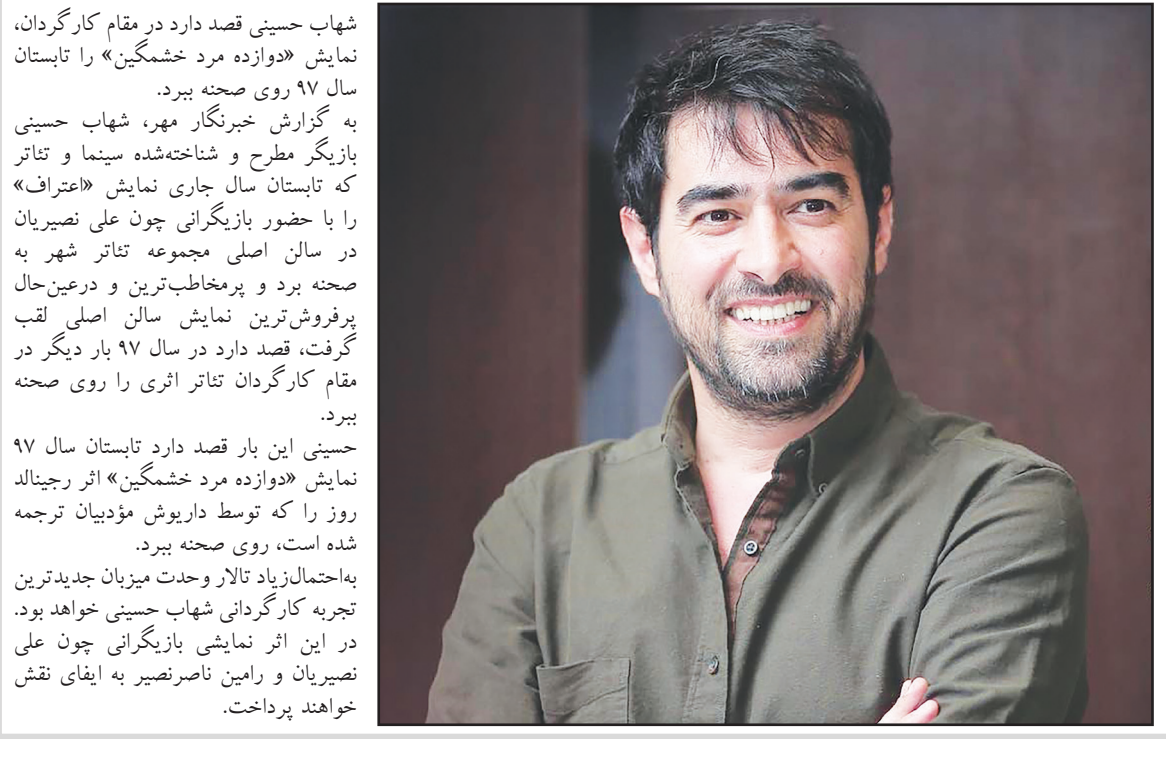 شهاب حسینی قصد دارد در مقام کارگردان،
نمایش «دوازده مرد خشمگین» را تابستان
سال ۹۷ روی صحنه ببرد.
به گزارش خبرنگار مهر، شهاب حسینی
بازیگر مطرح و شناخته‌شده سینما و تئاتر
که تابستان سال جاری نمایش «اعتراف»
را با حضور بازیگرانی چون علی نصیریان
در سالن اصلی مجموعه تئاتر شهر به
صحنه برد و پرمخاطب‌ترین و درعین‌حال
پرفروش‌ترین نمایش سالن اصلی لقب
گرفت، قصد دارد در سال ۹۷ بار دیگر در
مقام کارگردان تئاتر اثری را روی صحنه
ببرد.
حسینی این بار قصد دارد تابستان سال ۹۷
نمایش «دوازده مرد خشمگین» اثر رجینالد
روز را که توسط داریوش مؤدبیان ترجمه
شده است، روی صحنه ببرد.
به‌احتمال‌زیاد تالار وحدت میزبان جدیدترین
تجربه کارگردانی شهاب حسینی خواهد بود.
در این اثر نمایشی بازیگرانی چون علی
نصیریان و رامین ناصرنصیر به ایفای نقش
خواهند پرداخت.